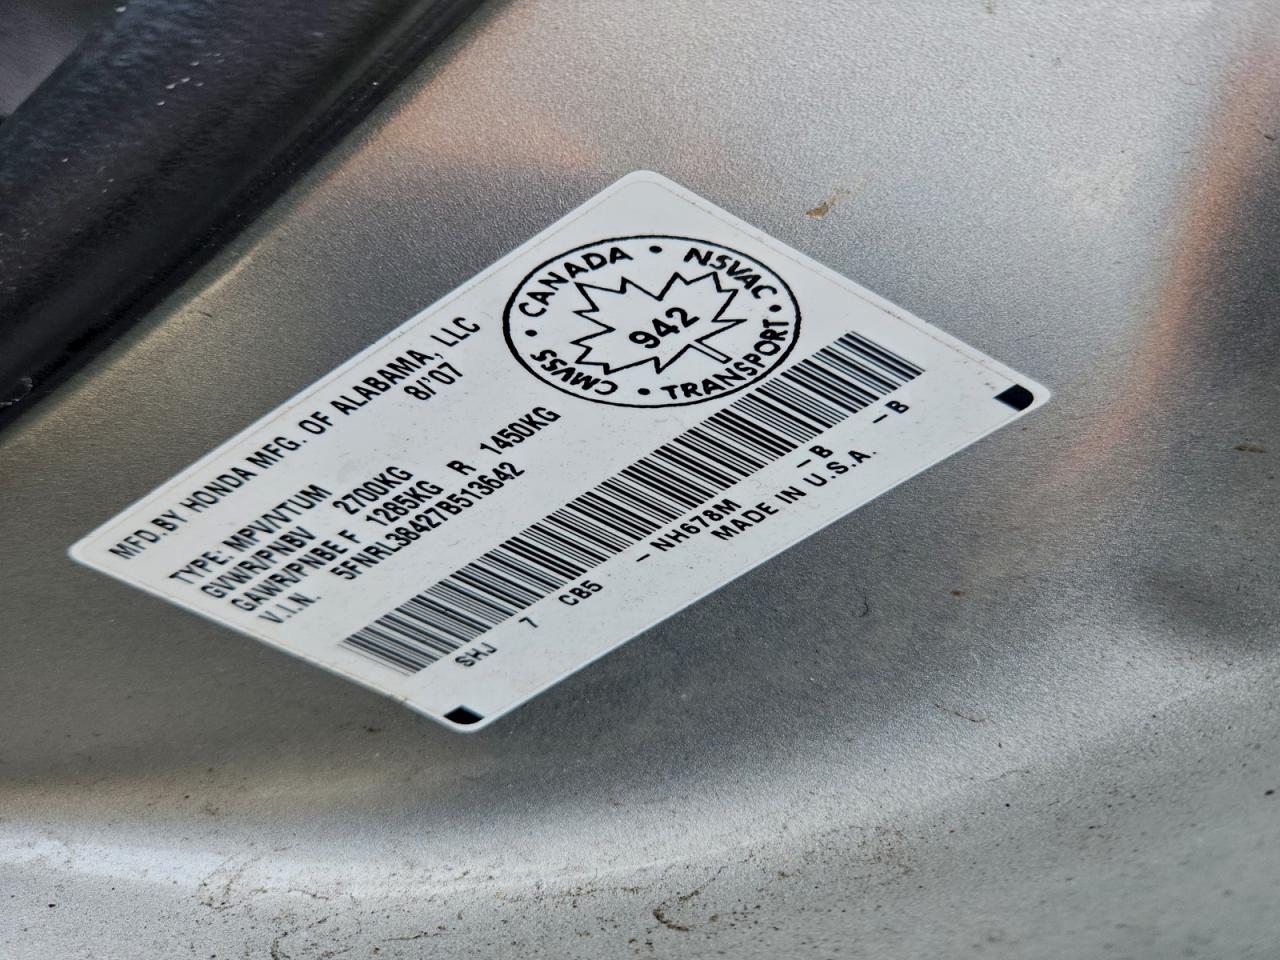 MFD.BY HONDA MFG. OF ALABAMA, LLC
8/'07
TYPE: MPV/VTUM
GVWR/PNBV 2700KG
GAWR/PNBE F 1285KG R 1450KG
V.I.N. 5FNRL38427B513642
CANADA • NSVAC • TRANSPORT • CMVSS •
942
SHJ 7 CB5 – NH678M – B – B
MADE IN U.S.A.